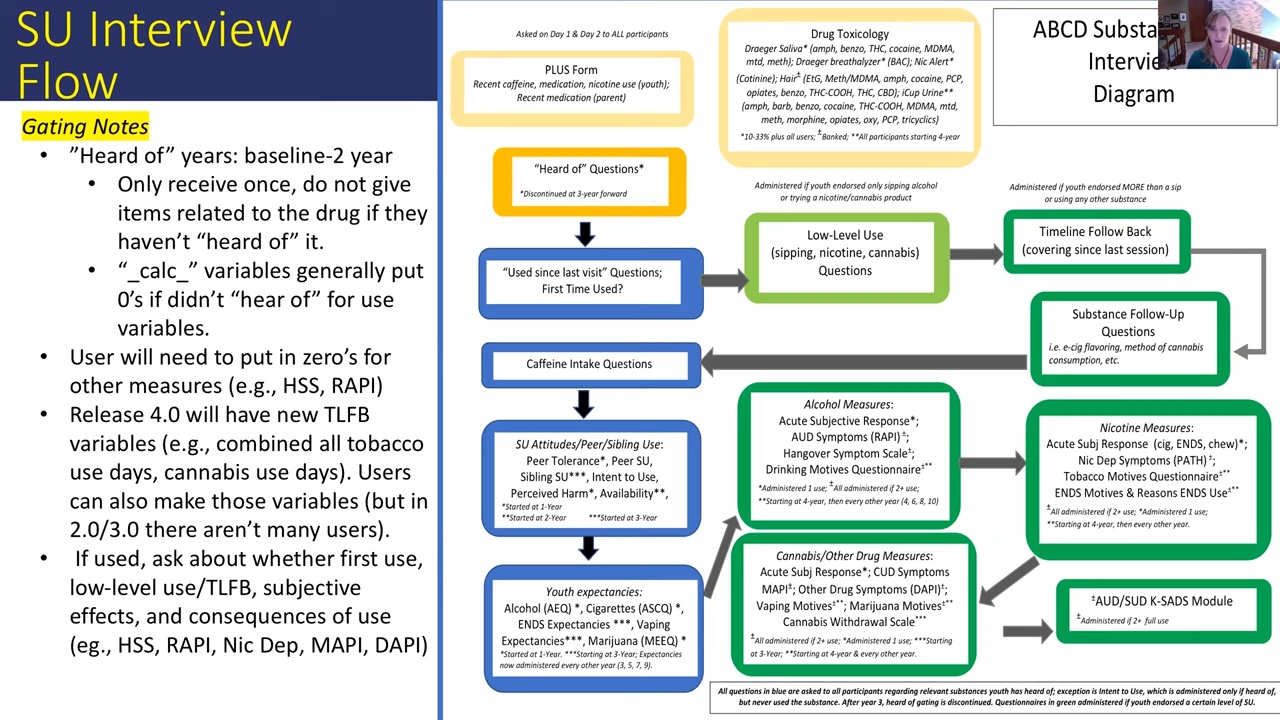 SU Interview
Flow
Gating Notes
• ”Heard of” years: baseline-2 year
• Only receive once, do not give
items related to the drug if they
haven’t “heard of” it.
• “_calc_” variables generally put
0’s if didn’t “hear of” for use
variables.
• User will need to put in zero’s for
other measures (e.g., HSS, RAPI)
• Release 4.0 will have new TLFB
variables (e.g., combined all tobacco
use days, cannabis use days). Users
can also make those variables (but in
2.0/3.0 there aren’t many users).
• If used, ask about whether first use,
low-level use/TLFB, subjective
effects, and consequences of use
(eg., HSS, RAPI, Nic Dep, MAPI, DAPI)
Asked on Day 1 & Day 2 to ALL participants
PLUS Form
Recent caffeine, medication, nicotine use (youth);
Recent medication (parent)
Drug Toxicology
Draeger Saliva* (amph, benzo, THC, cocaine, MDMA,
mtd, meth); Draeger breathalyzer* (BAC); Nic Alert*
(Cotinine); Hair± (EtG, Meth/MDMA, amph, cocaine, PCP,
opiates, benzo, THC-COOH, THC, CBD); iCup Urine**
(amph, barb, benzo, cocaine, THC-COOH, MDMA, mtd,
meth, morphine, opiates, oxy, PCP, tricyclics)
*10-33% plus all users; ±Banked; **All participants starting 4-year
ABCD Substa
Intervie
Diagram
“Heard of” Questions*
*Discontinued at 3-year forward
“Used since last visit” Questions;
First Time Used?
Administered if youth endorsed only sipping alcohol
or trying a nicotine/cannabis product
Low-Level Use
(sipping, nicotine, cannabis)
Questions
Administered if youth endorsed MORE than a sip
or using any other substance
Timeline Follow Back
(covering since last session)
Substance Follow-Up
Questions
i.e. e-cig flavoring, method of cannabis
consumption, etc.
Caffeine Intake Questions
SU Attitudes/Peer/Sibling Use:
Peer Tolerance*, Peer SU,
Sibling SU***, Intent to Use,
Perceived Harm*, Availability**,
*Started at 1-Year
**Started at 2-Year ***Started at 3-Year
Youth expectancies:
Alcohol (AEQ) *, Cigarettes (ASCQ) *,
ENDS Expectancies ***, Vaping
Expectancies***, Marijuana (MEEQ) *
*Started at 1-Year. ***Starting at 3-Year; Expectancies
now administered every other year (3, 5, 7, 9).
Alcohol Measures:
Acute Subjective Response*;
AUD Symptoms (RAPI) ±;
Hangover Symptom Scale±;
Drinking Motives Questionnaire±**
*Administered 1 use; ±All administered if 2+ use;
**Starting at 4-year, then every other year (4, 6, 8, 10)
Nicotine Measures:
Acute Subj Response (cig, ENDS, chew)*;
Nic Dep Symptoms (PATH) ±;
Tobacco Motives Questionnaire±**
ENDS Motives & Reasons ENDS Use±**
±All administered if 2+ use; *Administered 1 use;
**Starting at 4-year, then every other year.
Cannabis/Other Drug Measures:
Acute Subj Response*; CUD Symptoms
MAPI±; Other Drug Symptoms (DAPI)±;
Vaping Motives±**; Marijuana Motives±**
Cannabis Withdrawal Scale***
±All administered if 2+ use; *Administered 1 use; ***Starting
at 3-Year; **Starting at 4-year & every other year.
±AUD/SUD K-SADS Module
±Administered if 2+ full use
All questions in blue are asked to all participants regarding relevant substances youth has heard of; exception is Intent to Use, which is administered only if heard of,
but never used the substance. After year 3, heard of gating is discontinued. Questionnaires in green administered if youth endorsed a certain level of SU.